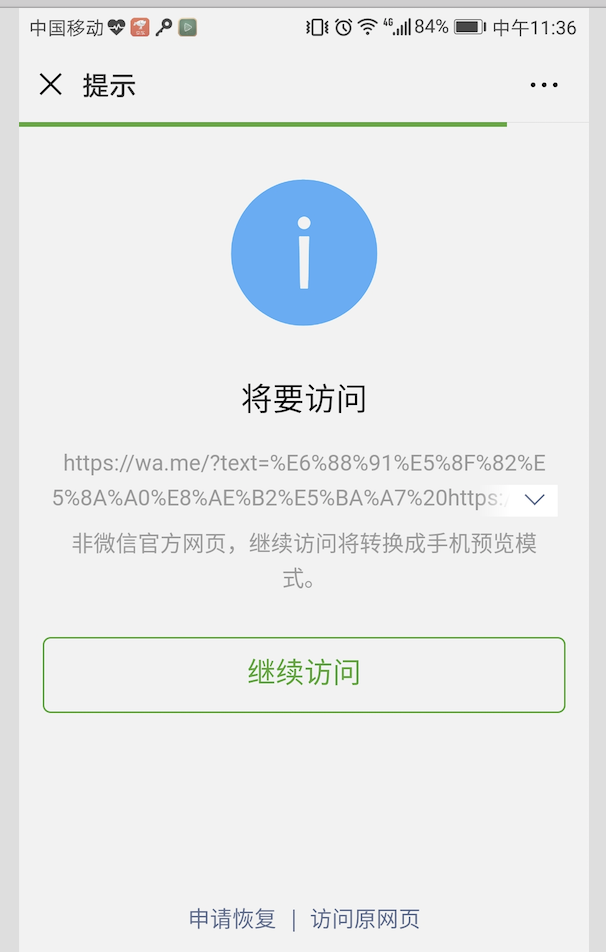 中国移动 4G 84% 中午11:36
提示
将要访问
https://wa.me/?text=%E6%88%91%E5%8F%82%E
5%8A%A0%E8%AE%B2%E5%BA%A7%20https:/
非微信官方网页，继续访问将转换成手机预览模
式。
继续访问
申请恢复 | 访问原网页